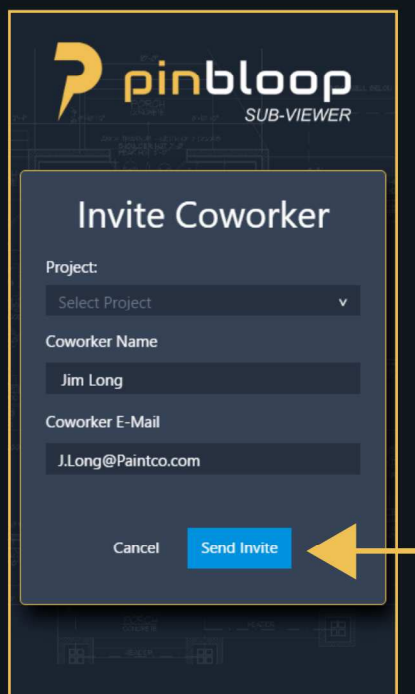 pinbloop
SUB-VIEWER
Invite Coworker
Project:
Select Project
Coworker Name
Jim Long
Coworker E-Mail
J.Long@Paintco.com
Cancel
Send Invite